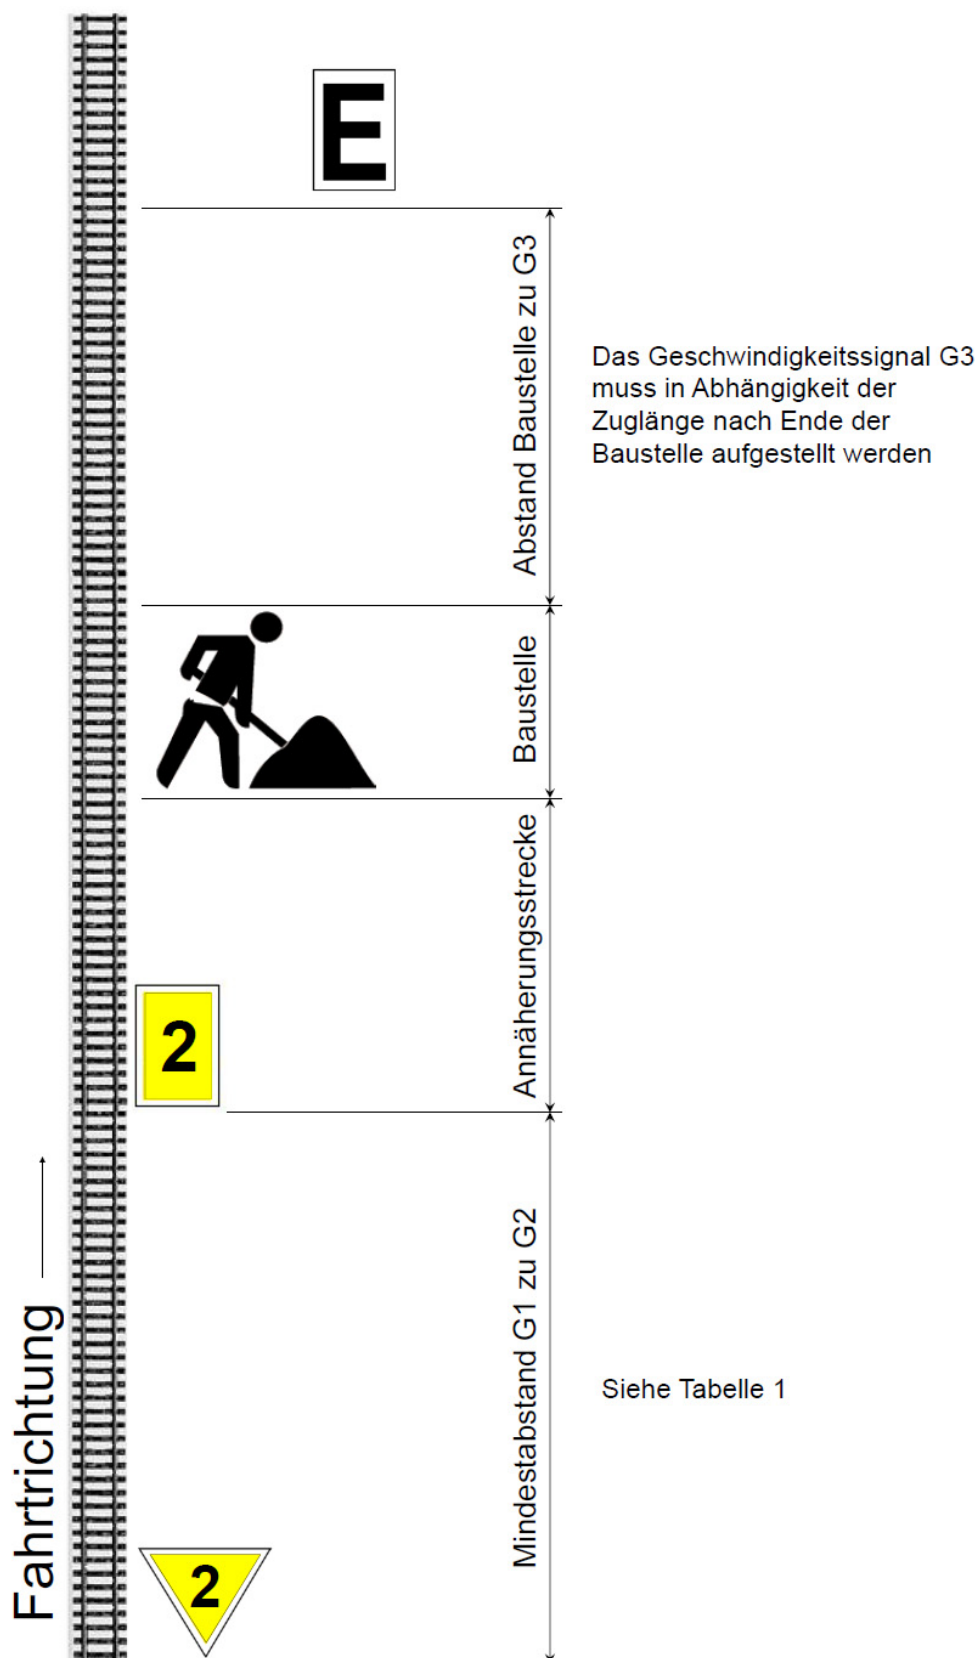 E
Abstand Baustelle zu G3
Das Geschwindigkeitssignal G3
muss in Abhängigkeit der
Zuglänge nach Ende der
Baustelle aufgestellt werden
Baustelle
Annäherungsstrecke
2
Mindestabstand G1 zu G2
Siehe Tabelle 1
Fahrtrichtung
2